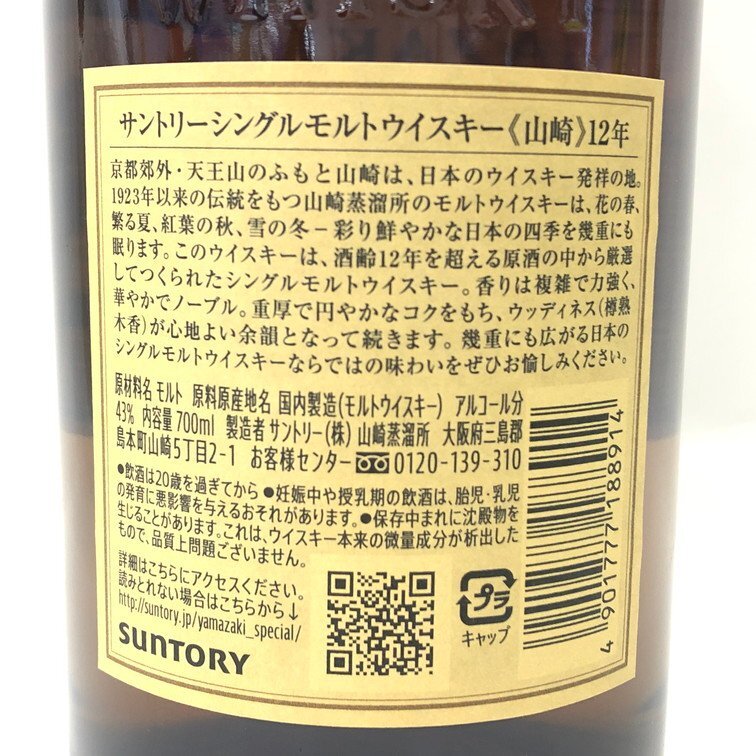 サントリーシングルモルトウイスキー《山崎》12年
京都郊外・天王山のふもと山崎は、日本のウイスキー発祥の地。
1923年以来の伝統をもつ山崎蒸溜所のモルトウイスキーは、花の春、
繁る夏、紅葉の秋、雪の冬−彩り鮮やかな日本の四季を幾重にも
眠ります。このウイスキーは、酒齢12年を超える原酒の中から厳選
してつくられたシングルモルトウイスキー。香りは複雑で力強く、
華やかでノーブル。重厚で円やかなコクをもち、ウッディネス(樽熟
木香)が心地よい余韻となって続きます。幾重にも広がる日本の
シングルモルトウイスキーならではの味わいをぜひお愉しみください。
原材料名 モルト 原料原産地名 国内製造(モルトウイスキー) アルコール分
43% 内容量 700ml 製造者 サントリー(株) 山崎蒸溜所 大阪府三島郡
島本町山崎5丁目2-1 お客様センター 0120-139-310
●飲酒は20歳を過ぎてから ●妊娠中や授乳期の飲酒は、胎児・乳児
の発育に悪影響を与えるおそれがあります。●保存中まれに沈殿物を
生じることがあります。これは、ウイスキー本来の微量成分が析出した
もので、品質上問題ございません。
詳細はこちらにアクセスください。
読みとれない場合はこちらから↓
http://suntory.jp/yamazaki_special/
SUNTORY
プラ
キャップ
4 901777 188914